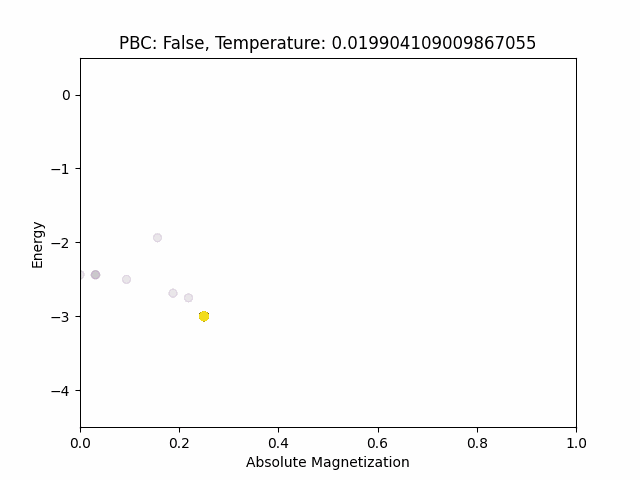 PBC: False, Temperature: 0.019904109009867055
0
−1
−2
−3
−4
Energy
0.0 0.2 0.4 0.6 0.8 1.0
Absolute Magnetization